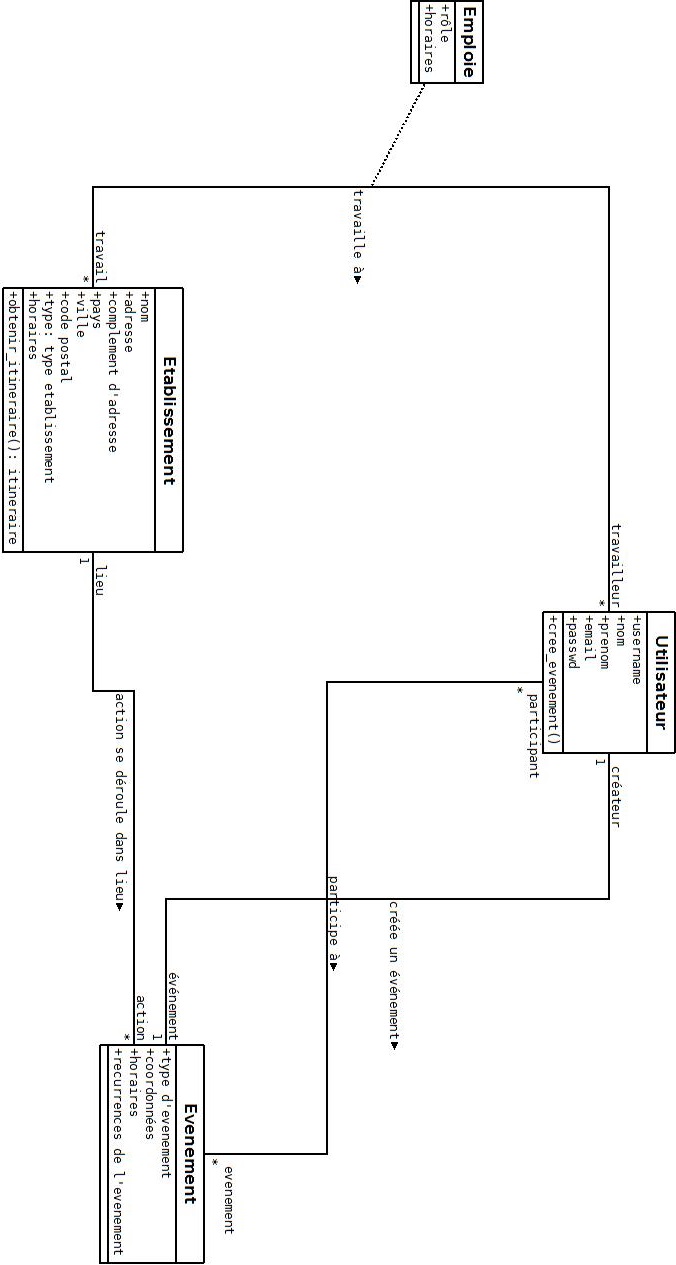 Emploie
+rôle
+horaires
travaille à
travail
*
Etablissement
+nom
+adresse
+complement d'adresse
+pays
+ville
+code postal
+type: type etablissement
+horaires
+obtenir_itineraire(): itineraire
travailleur
*
Utilisateur
+username
+nom
+prenom
+email
+passwd
+cree_evenement()
participant
*
créateur
1
lieu
1
action se déroule dans lieu
participe à
créée un événement
événement
1
action
*
Evenement
+type d'evenement
+coordonnées
+horaires
+recurrences de l'evenement
evenement
*